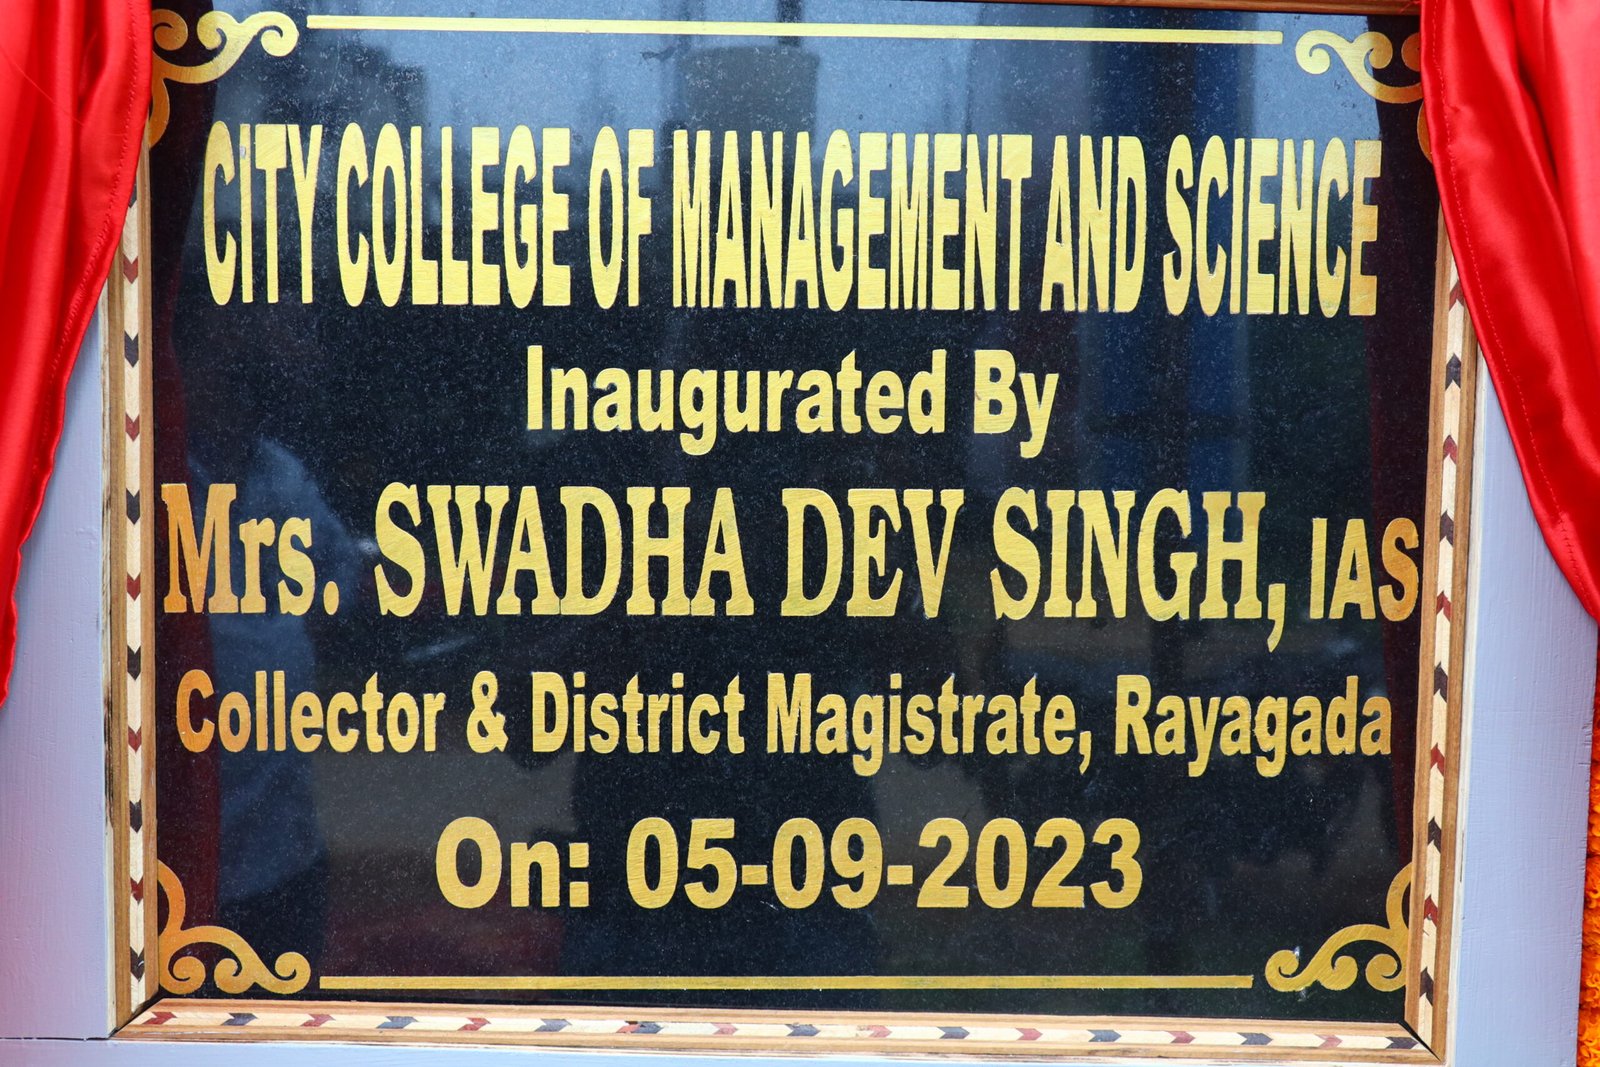 CITY COLLEGE OF MANAGEMENT AND SCIENCE
Inaugurated By
Mrs. SWADHA DEV SINGH, IAS
Collector & District Magistrate, Rayagada
On: 05-09-2023